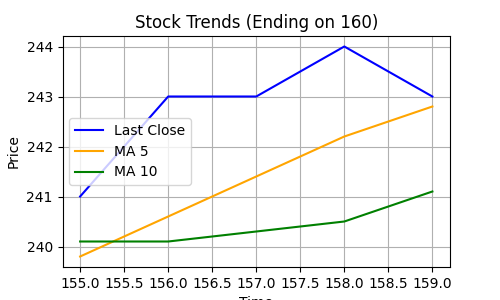 Stock Trends (Ending on 160)
Price
244
243
242
241
240
Last Close
MA 5
MA 10
155.0 155.5 156.0 156.5 157.0 157.5 158.0 158.5 159.0
Time